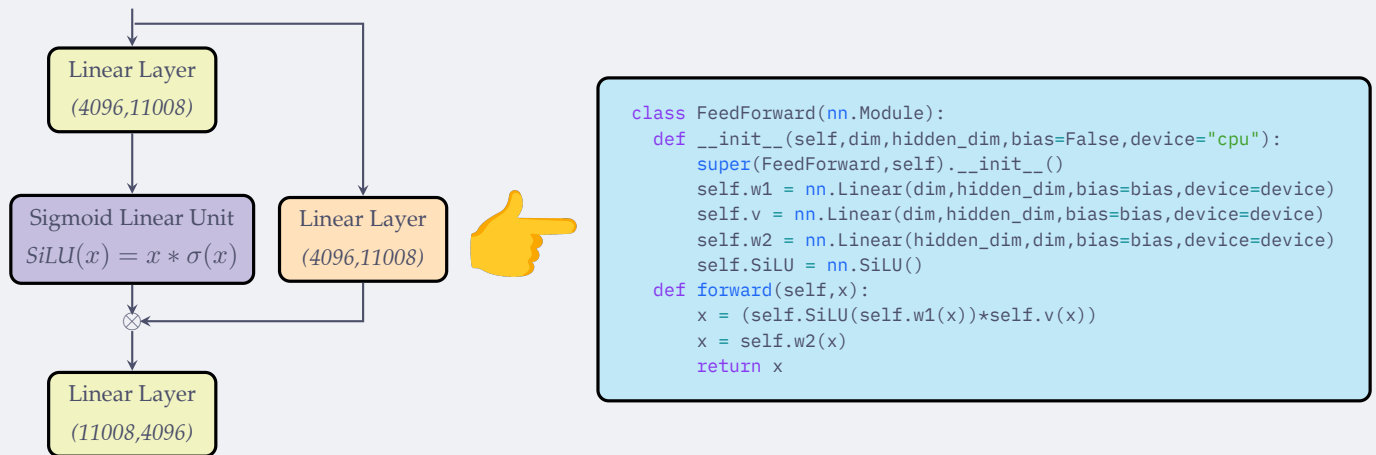 Linear Layer
(4096,11008)
Sigmoid Linear Unit
SiLU(x) = x ∗ σ(x)
Linear Layer
(4096,11008)
⊗
Linear Layer
(11008,4096)
class FeedForward(nn.Module):
  def __init__(self,dim,hidden_dim,bias=False,device="cpu"):
      super(FeedForward,self).__init__()
      self.w1 = nn.Linear(dim,hidden_dim,bias=bias,device=device)
      self.v = nn.Linear(dim,hidden_dim,bias=bias,device=device)
      self.w2 = nn.Linear(hidden_dim,dim,bias=bias,device=device)
      self.SiLU = nn.SiLU()
  def forward(self,x):
      x = (self.SiLU(self.w1(x))*self.v(x))
      x = self.w2(x)
      return x